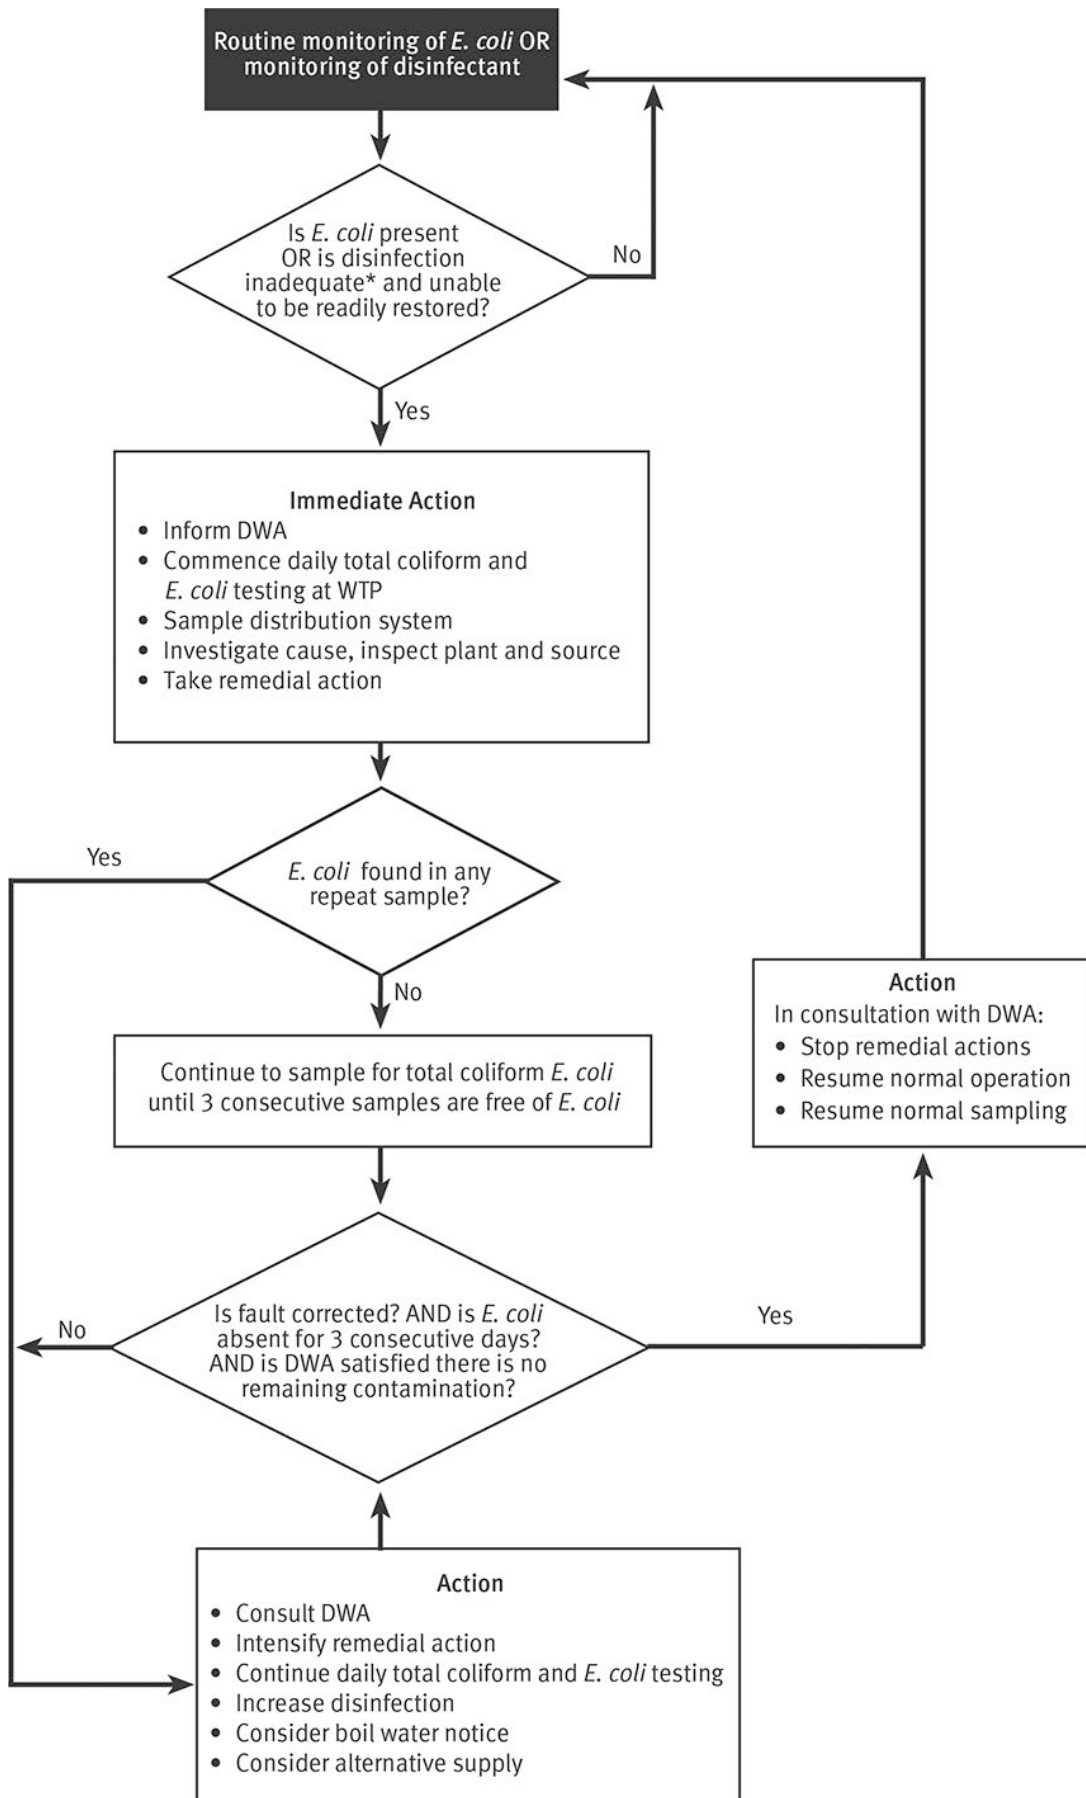 Routine monitoring of E. coli OR
monitoring of disinfectant
Is E. coli present
OR is disinfection
inadequate* and unable
to be readily restored?
No
Yes
Immediate Action
• Inform DWA
• Commence daily total coliform and
E. coli testing at WTP
• Sample distribution system
• Investigate cause, inspect plant and source
• Take remedial action
Yes
E. coli found in any
repeat sample?
No
Continue to sample for total coliform E. coli
until 3 consecutive samples are free of E. coli
Action
In consultation with DWA:
• Stop remedial actions
• Resume normal operation
• Resume normal sampling
Is fault corrected? AND is E. coli
absent for 3 consecutive days?
AND is DWA satisfied there is no
remaining contamination?
No
Yes
Action
• Consult DWA
• Intensify remedial action
• Continue daily total coliform and E. coli testing
• Increase disinfection
• Consider boil water notice
• Consider alternative supply